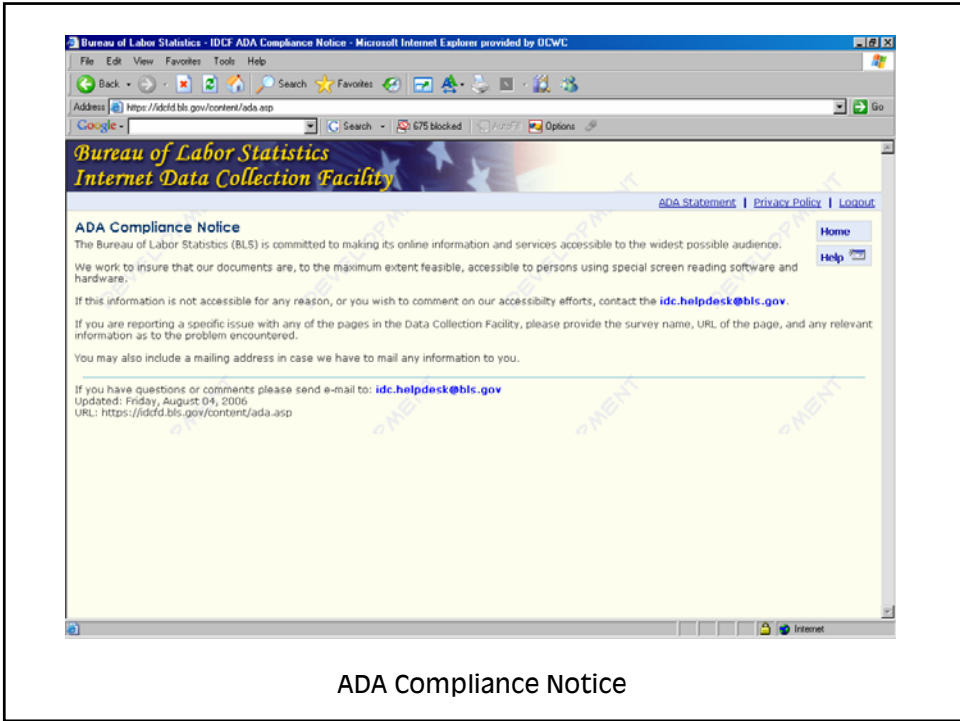 Bureau of Labor Statistics - IDCF ADA Compliance Notice - Microsoft Internet Explorer provided by OCWC
File Edit View Favorites Tools Help
Back Search Favorites
Address https://idcfd.bls.gov/content/ada.asp Go
Google - Search 675 blocked AutoFill Options
Bureau of Labor Statistics
Internet Data Collection Facility
ADA Statement | Privacy Policy | Logout
ADA Compliance Notice
Home
The Bureau of Labor Statistics (BLS) is committed to making its online information and services accessible to the widest possible audience.
Help
We work to insure that our documents are, to the maximum extent feasible, accessible to persons using special screen reading software and
hardware.
If this information is not accessible for any reason, or you wish to comment on our accessibilty efforts, contact the idc.helpdesk@bls.gov.
If you are reporting a specific issue with any of the pages in the Data Collection Facility, please provide the survey name, URL of the page, and any relevant
information as to the problem encountered.
You may also include a mailing address in case we have to mail any information to you.
If you have questions or comments please send e-mail to: idc.helpdesk@bls.gov
Updated: Friday, August 04, 2006
URL: https://idcfd.bls.gov/content/ada.asp
DEVELOPMENT
Internet
ADA Compliance Notice